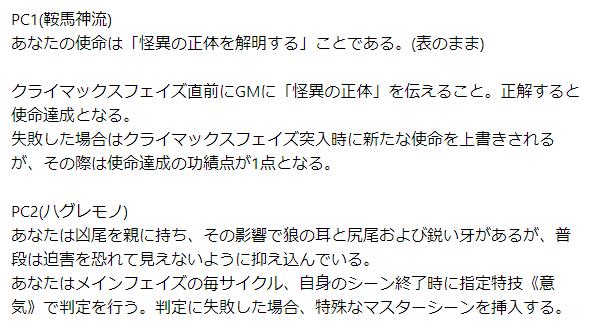 PC1(鞍馬神流)
あなたの使命は「怪異の正体を解明する」ことである。(表のまま)
クライマックスフェイズ直前にGMに「怪異の正体」を伝えること。正解すると
使命達成となる。
失敗した場合はクライマックスフェイズ突入時に新たな使命を上書きされる
が、その際は使命達成の功績点が1点となる。
PC2(ハグレモノ)
あなたは凶尾を親に持ち、その影響で狼の耳と尻尾および鋭い牙があるが、普
段は迫害を恐れて見えないように抑え込んでいる。
あなたはメインフェイズの毎サイクル、自身のシーン終了時に指定特技《意
気》で判定を行う。判定に失敗した場合、特殊なマスターシーンを挿入する。